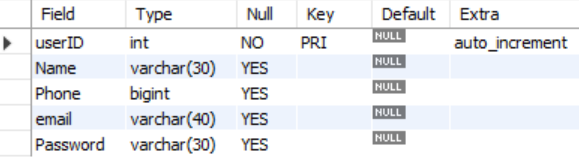 Field Type Null Key Default Extra
userID int NO PRI NULL auto_increment
Name varchar(30) YES NULL
Phone bigint YES NULL
email varchar(40) YES NULL
Password varchar(30) YES NULL